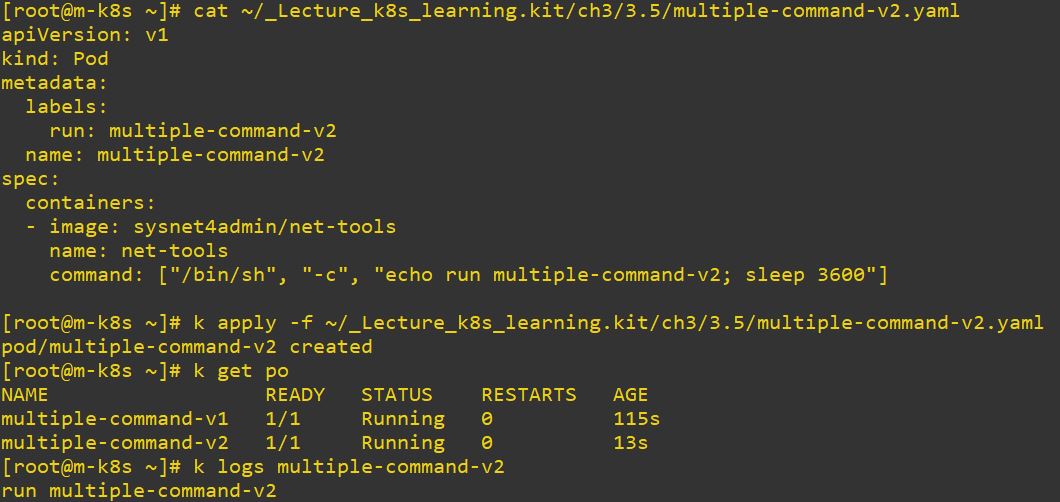 [root@m-k8s ~]# cat ~/_Lecture_k8s_learning.kit/ch3/3.5/multiple-command-v2.yaml
apiVersion: v1
kind: Pod
metadata:
  labels:
    run: multiple-command-v2
  name: multiple-command-v2
spec:
  containers:
  - image: sysnet4admin/net-tools
    name: net-tools
    command: ["/bin/sh", "-c", "echo run multiple-command-v2; sleep 3600"]

[root@m-k8s ~]# k apply -f ~/_Lecture_k8s_learning.kit/ch3/3.5/multiple-command-v2.yaml
pod/multiple-command-v2 created
[root@m-k8s ~]# k get po
NAME                  READY   STATUS    RESTARTS   AGE
multiple-command-v1   1/1     Running   0          115s
multiple-command-v2   1/1     Running   0          13s
[root@m-k8s ~]# k logs multiple-command-v2
run multiple-command-v2